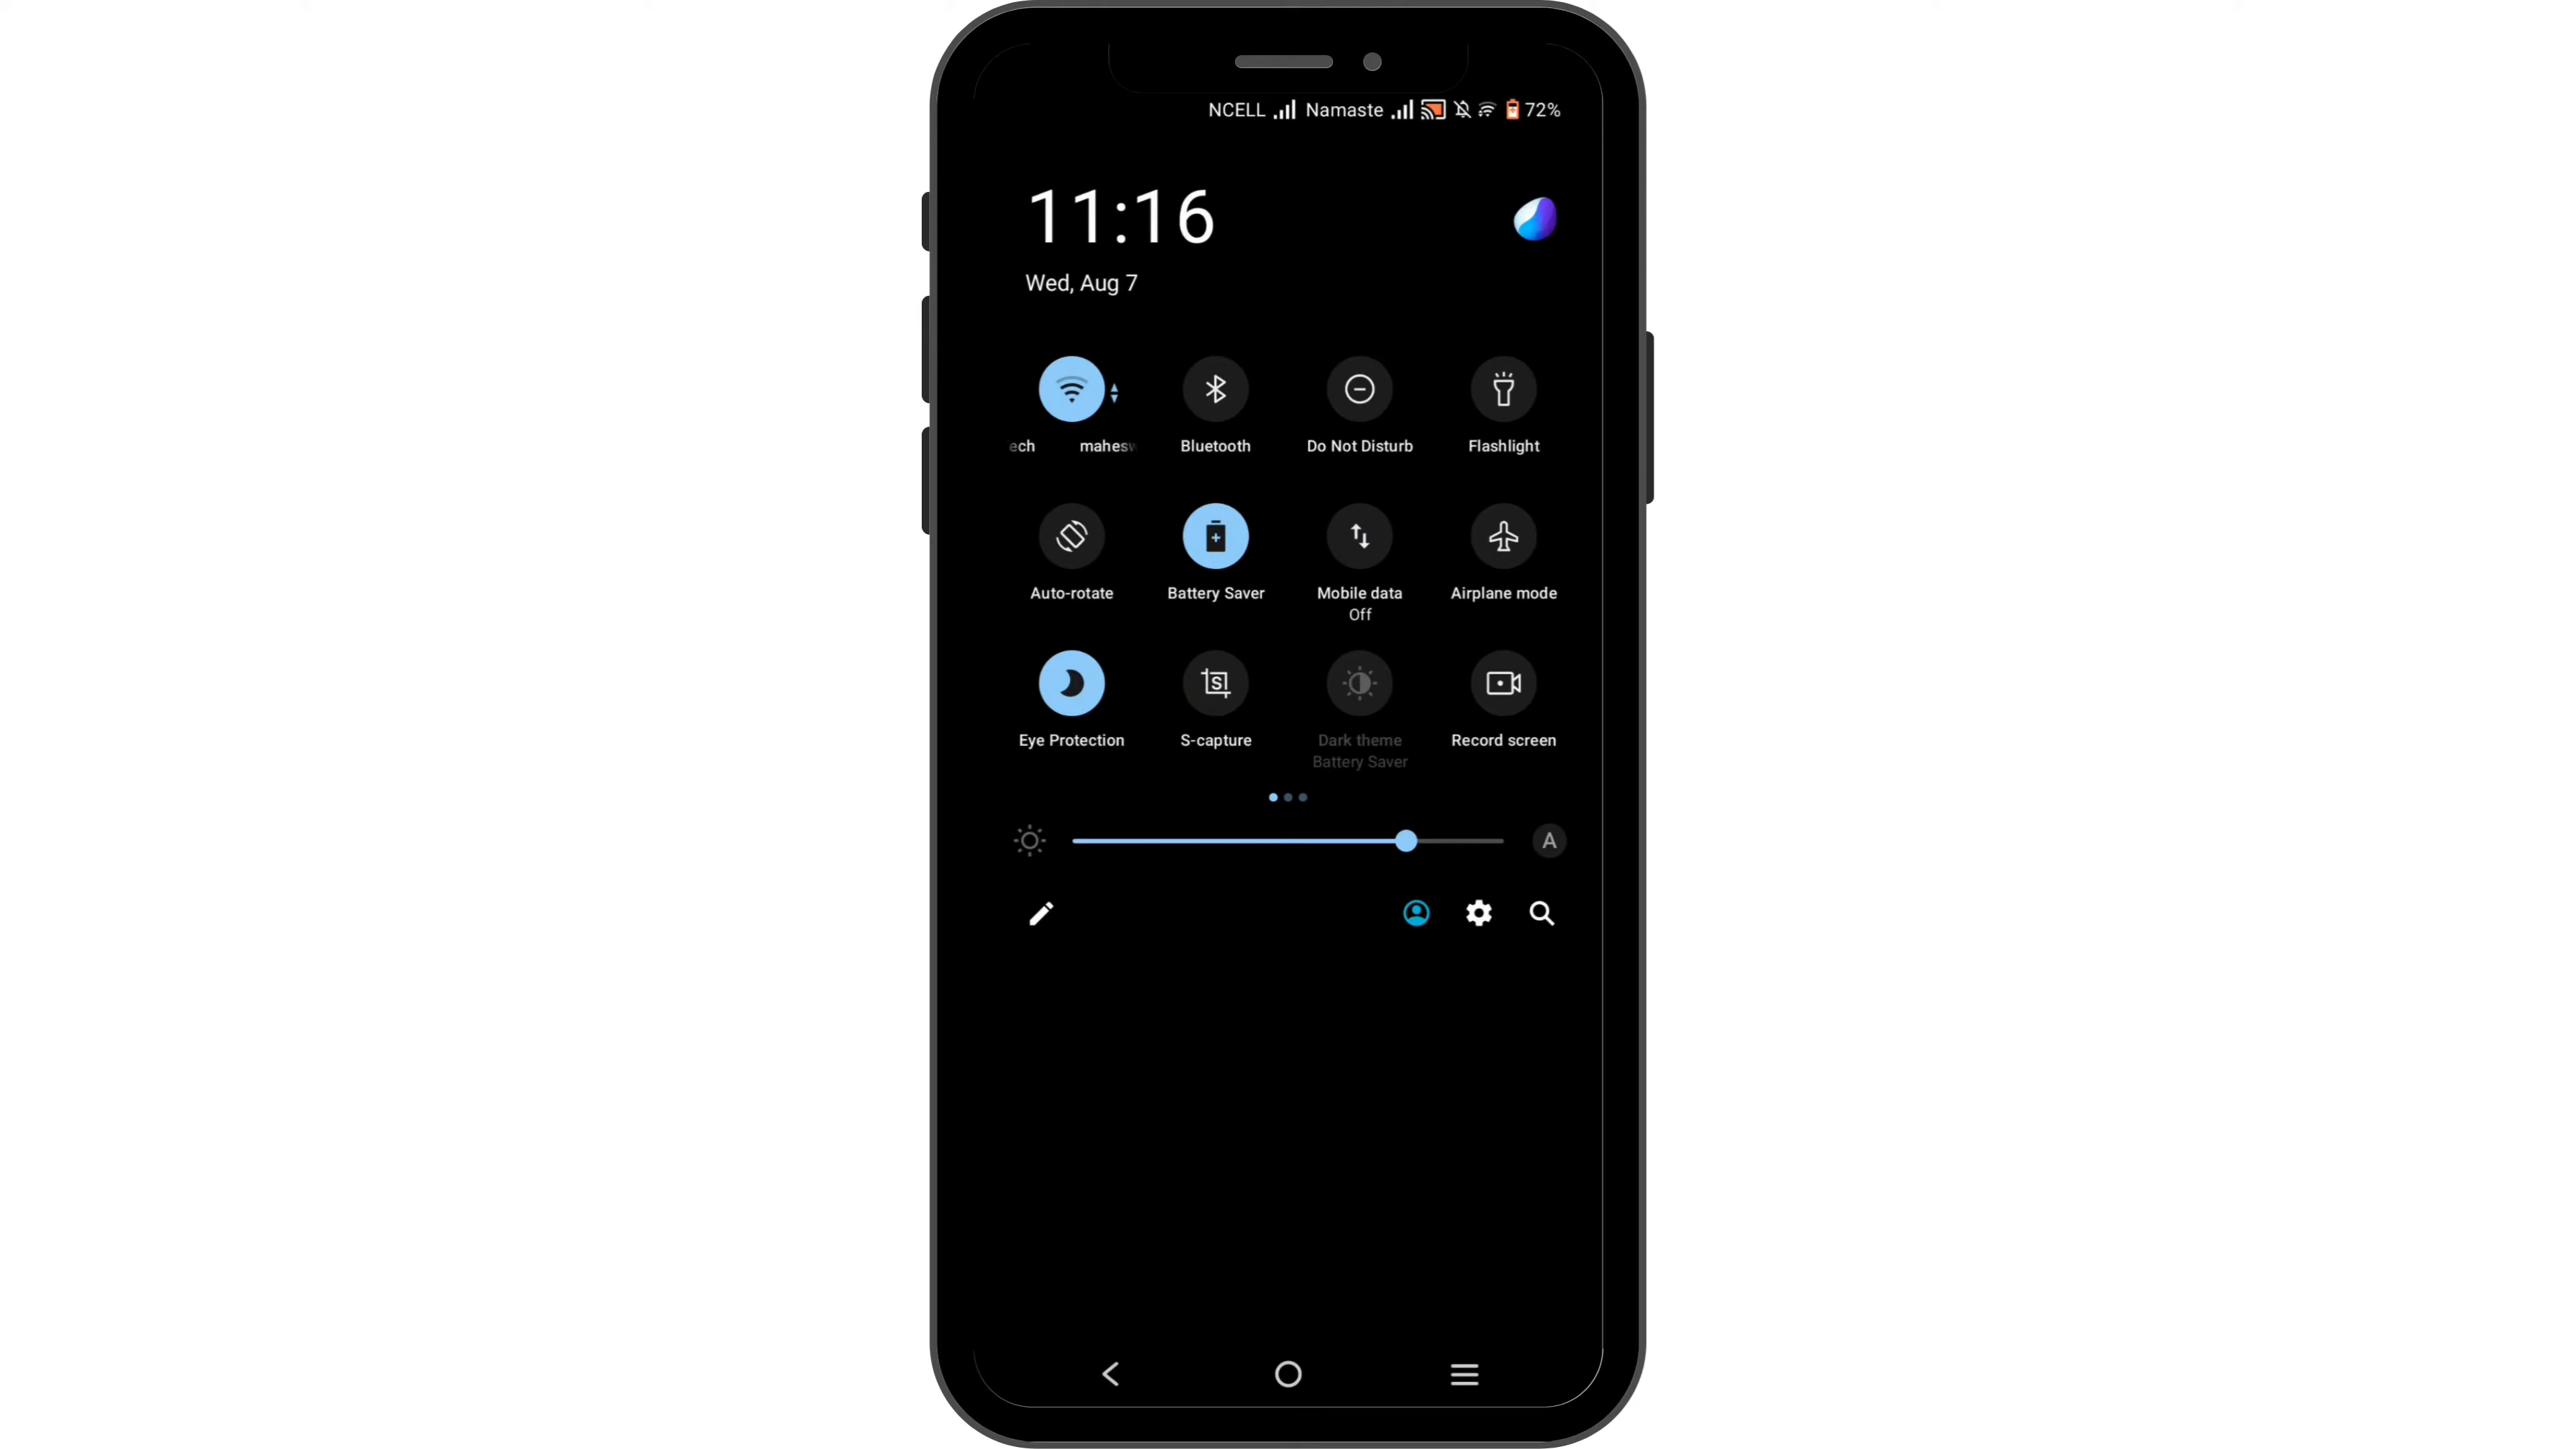 NCELL Namaste 72%
11:16
Wed, Aug 7
ech mahesw
Bluetooth
Do Not Disturb
Flashlight
Auto-rotate
Battery Saver
Mobile data
Off
Airplane mode
Eye Protection
S-capture
Dark theme
Battery Saver
Record screen
A